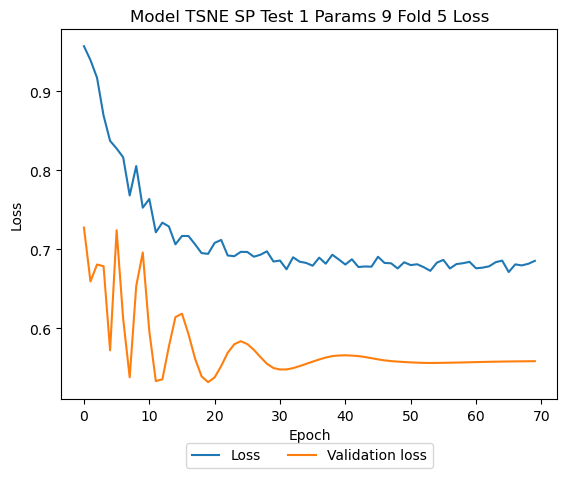 Model TSNE SP Test 1 Params 9 Fold 5 Loss
Loss
0.9
0.8
0.7
0.6
0 10 20 30 40 50 60 70
Epoch
Loss Validation loss